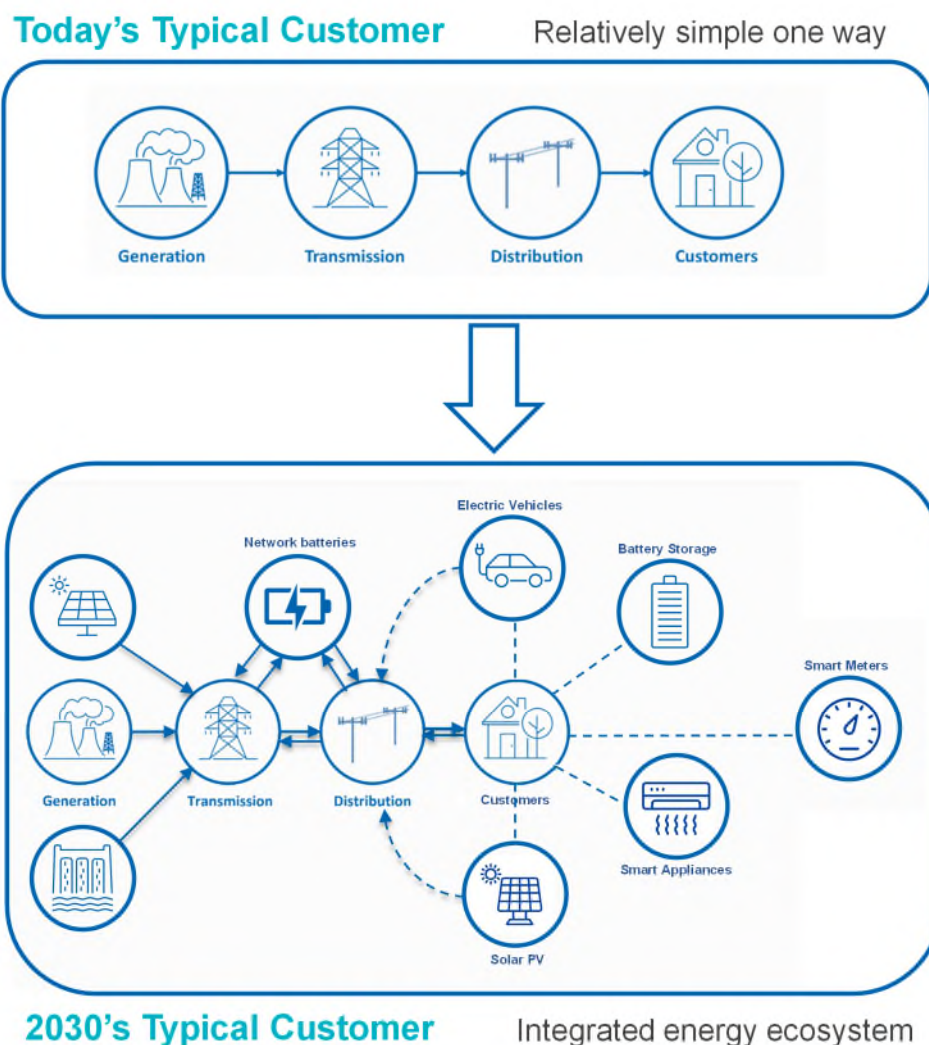 Today's Typical Customer
Relatively simple one way
Generation
Transmission
Distribution
Customers
Electric Vehicles
Network batteries
Battery Storage
Smart Meters
Generation
Transmission
Distribution
Customers
Smart Appliances
Solar PV
2030's Typical Customer
Integrated energy ecosystem